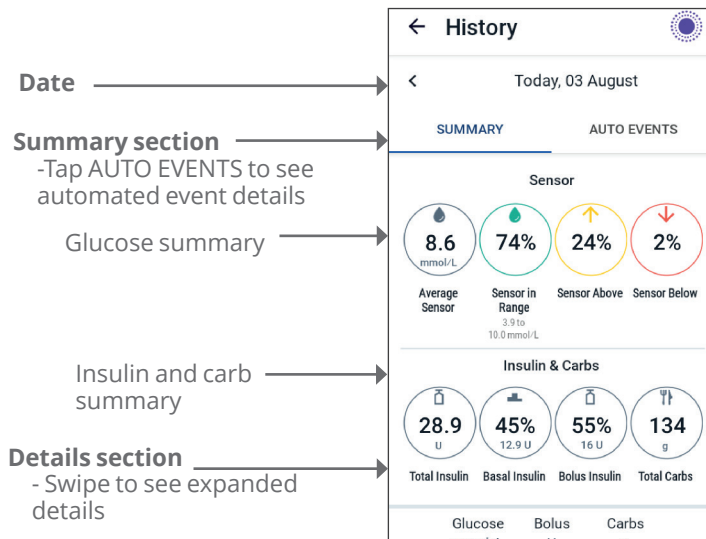 History
Date
Today, 03 August
Summary section
-Tap AUTO EVENTS to see
automated event details
SUMMARY AUTO EVENTS
Sensor
Glucose summary
8.6 74% 24% 2%
mmol/L
Average Sensor in Sensor Above Sensor Below
Sensor Range
3.9 to
10.0 mmol/L
Insulin and carb
summary
Insulin & Carbs
28.9 45% 55% 134
U 12.9 U 16 U g
Total Insulin Basal Insulin Bolus Insulin Total Carbs
Details section
- Swipe to see expanded
details
Glucose Bolus Carbs